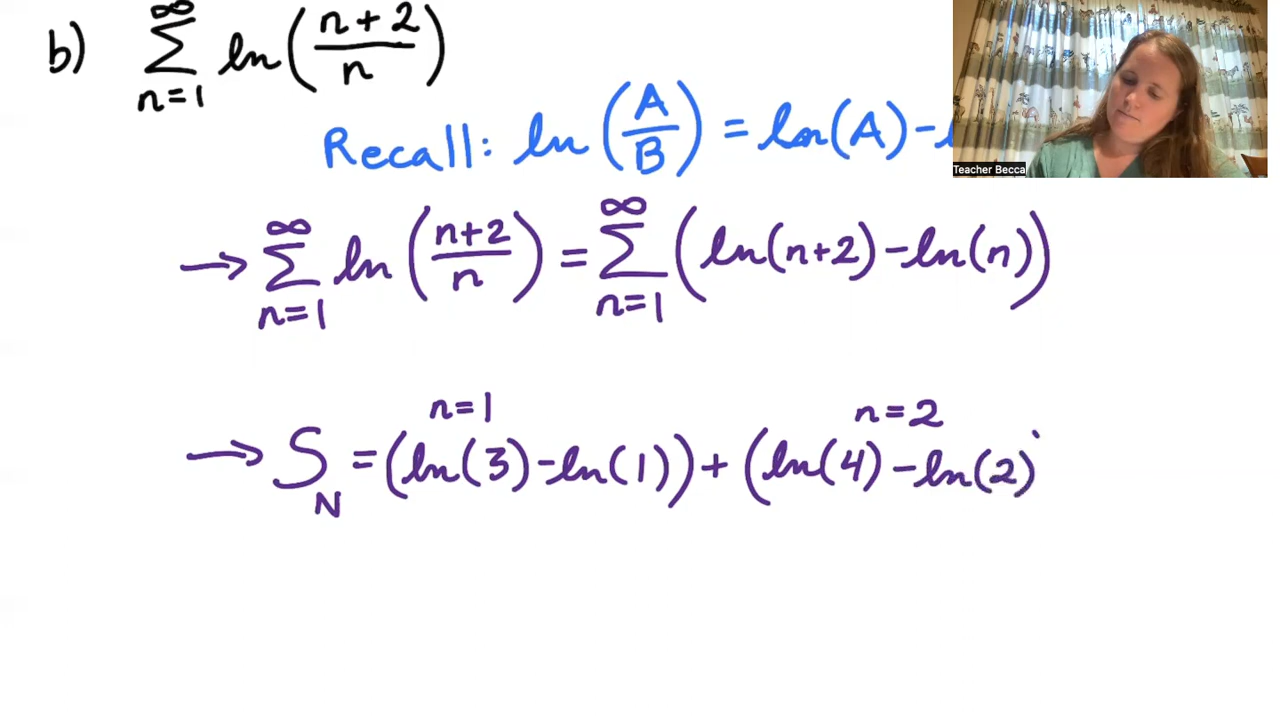 b) ∞∑n=1 ln((n+2)/n)
Recall: ln(A/B) = ln(A) -
Teacher Becca
→ ∞∑n=1 ln((n+2)/n) = ∞∑n=1 (ln(n+2) - ln(n))
n=1 n=2
→ S_N = (ln(3) - ln(1)) + (ln(4) - ln(2)